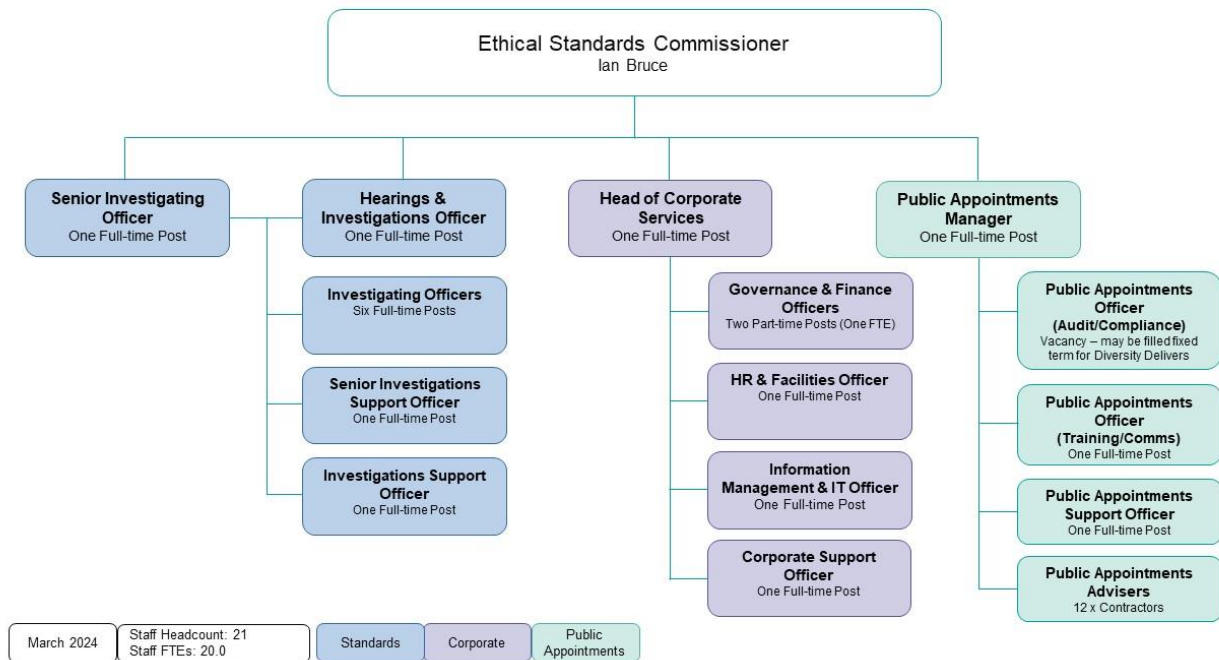 Ethical Standards Commissioner
Ian Bruce
Senior Investigating
Officer
One Full-time Post
Hearings &
Investigations Officer
One Full-time Post
Investigating Officers
Six Full-time Posts
Senior Investigations
Support Officer
One Full-time Post
Investigations Support
Officer
One Full-time Post
Head of Corporate
Services
One Full-time Post
Governance & Finance
Officers
Two Part-time Posts (One FTE)
HR & Facilities Officer
One Full-time Post
Information
Management & IT Officer
One Full-time Post
Corporate Support
Officer
One Full-time Post
Public Appointments
Manager
One Full-time Post
Public Appointments
Officer
(Audit/Compliance)
Vacancy – may be filled fixed
term for Diversity Delivers
Public Appointments
Officer
(Training/Comms)
One Full-time Post
Public Appointments
Support Officer
One Full-time Post
Public Appointments
Advisers
12 x Contractors
March 2024
Staff Headcount: 21
Staff FTEs: 20.0
Standards
Corporate
Public
Appointments